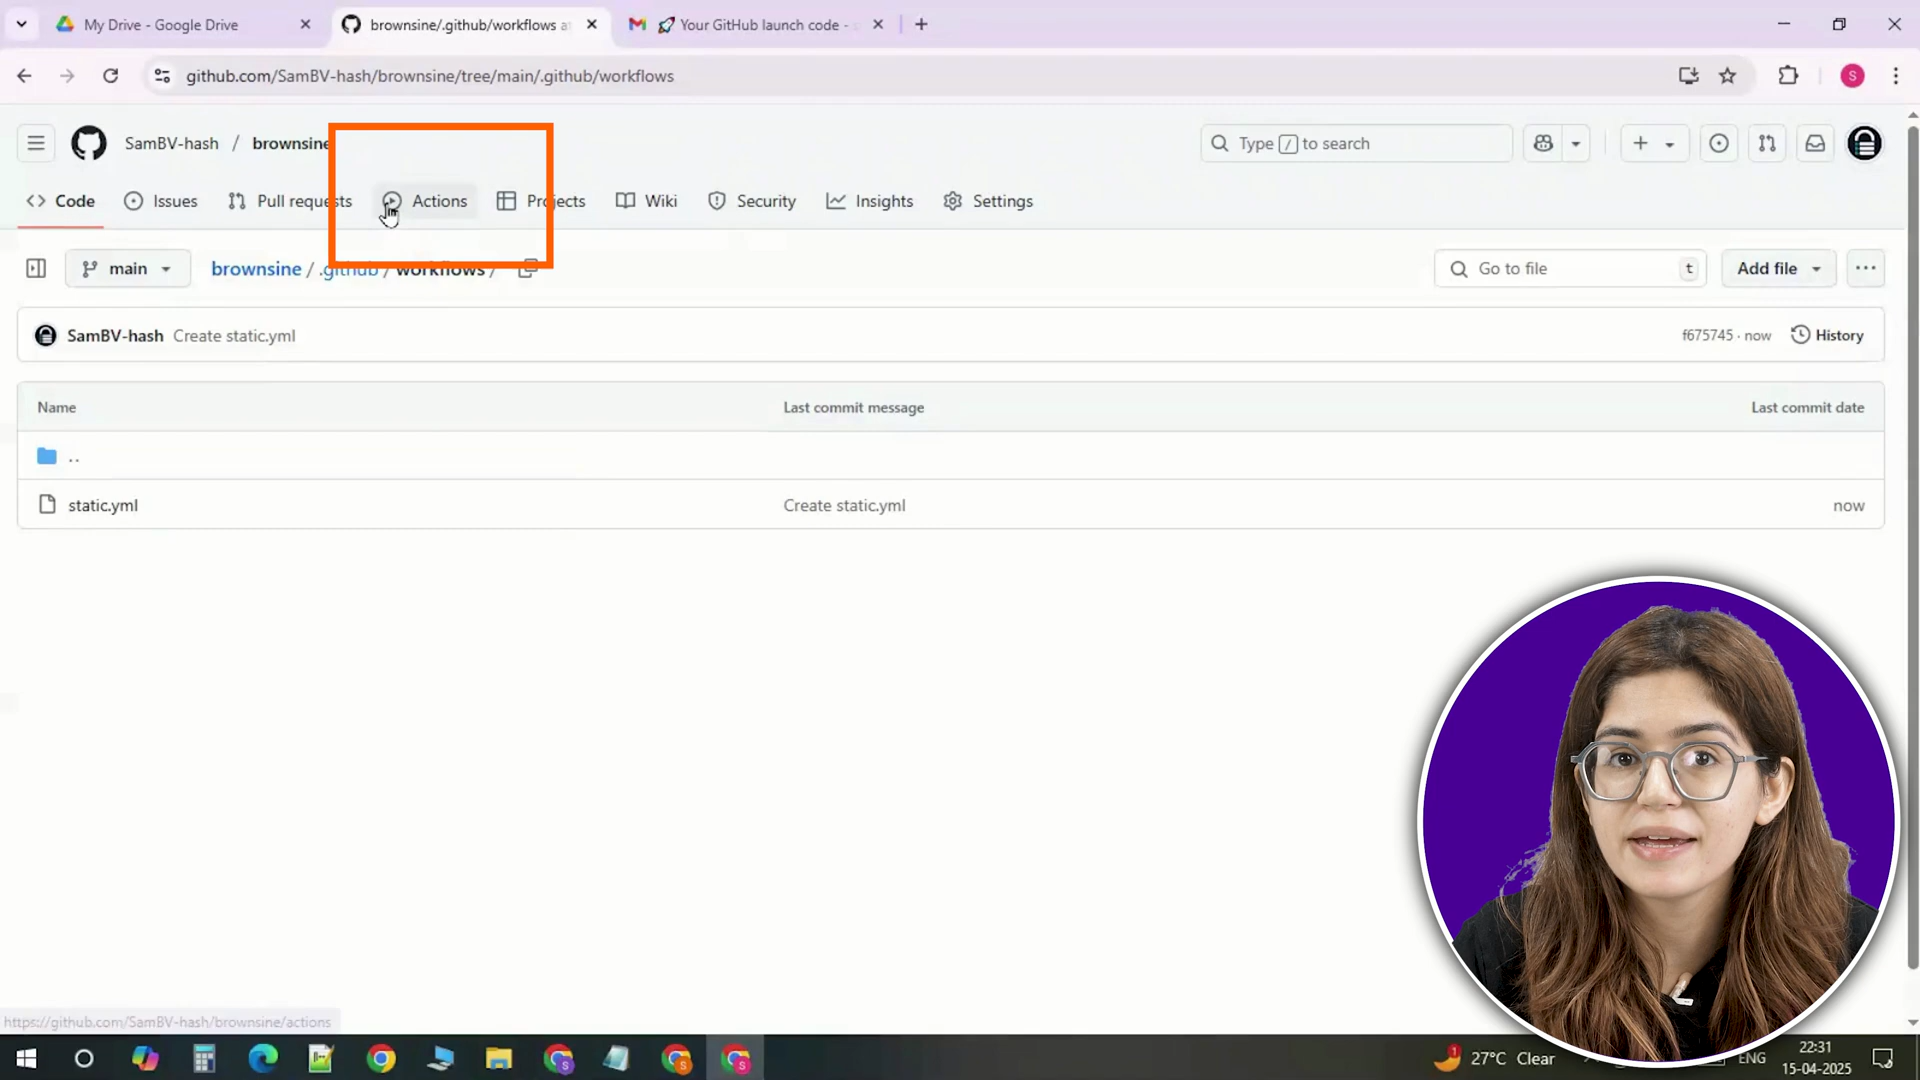 My Drive - Google Drive
brownsine/.github/workflows a
Your GitHub launch code -
github.com/SamBV-hash/brownsine/tree/main/.github/workflows
S
SamBV-hash / brownsine
Type / to search
Code
Issues
Pull requests
Actions
Projects
Wiki
Security
Insights
Settings
main
brownsine / .github / workflows /
Go to file
t
Add file
SamBV-hash Create static.yml
f675745 · now
History
Name
Last commit message
Last commit date
..
static.yml
Create static.yml
now
https://github.com/SamBV-hash/brownsine/actions
1
27°C Clear
ENG
22:31
15-04-2025